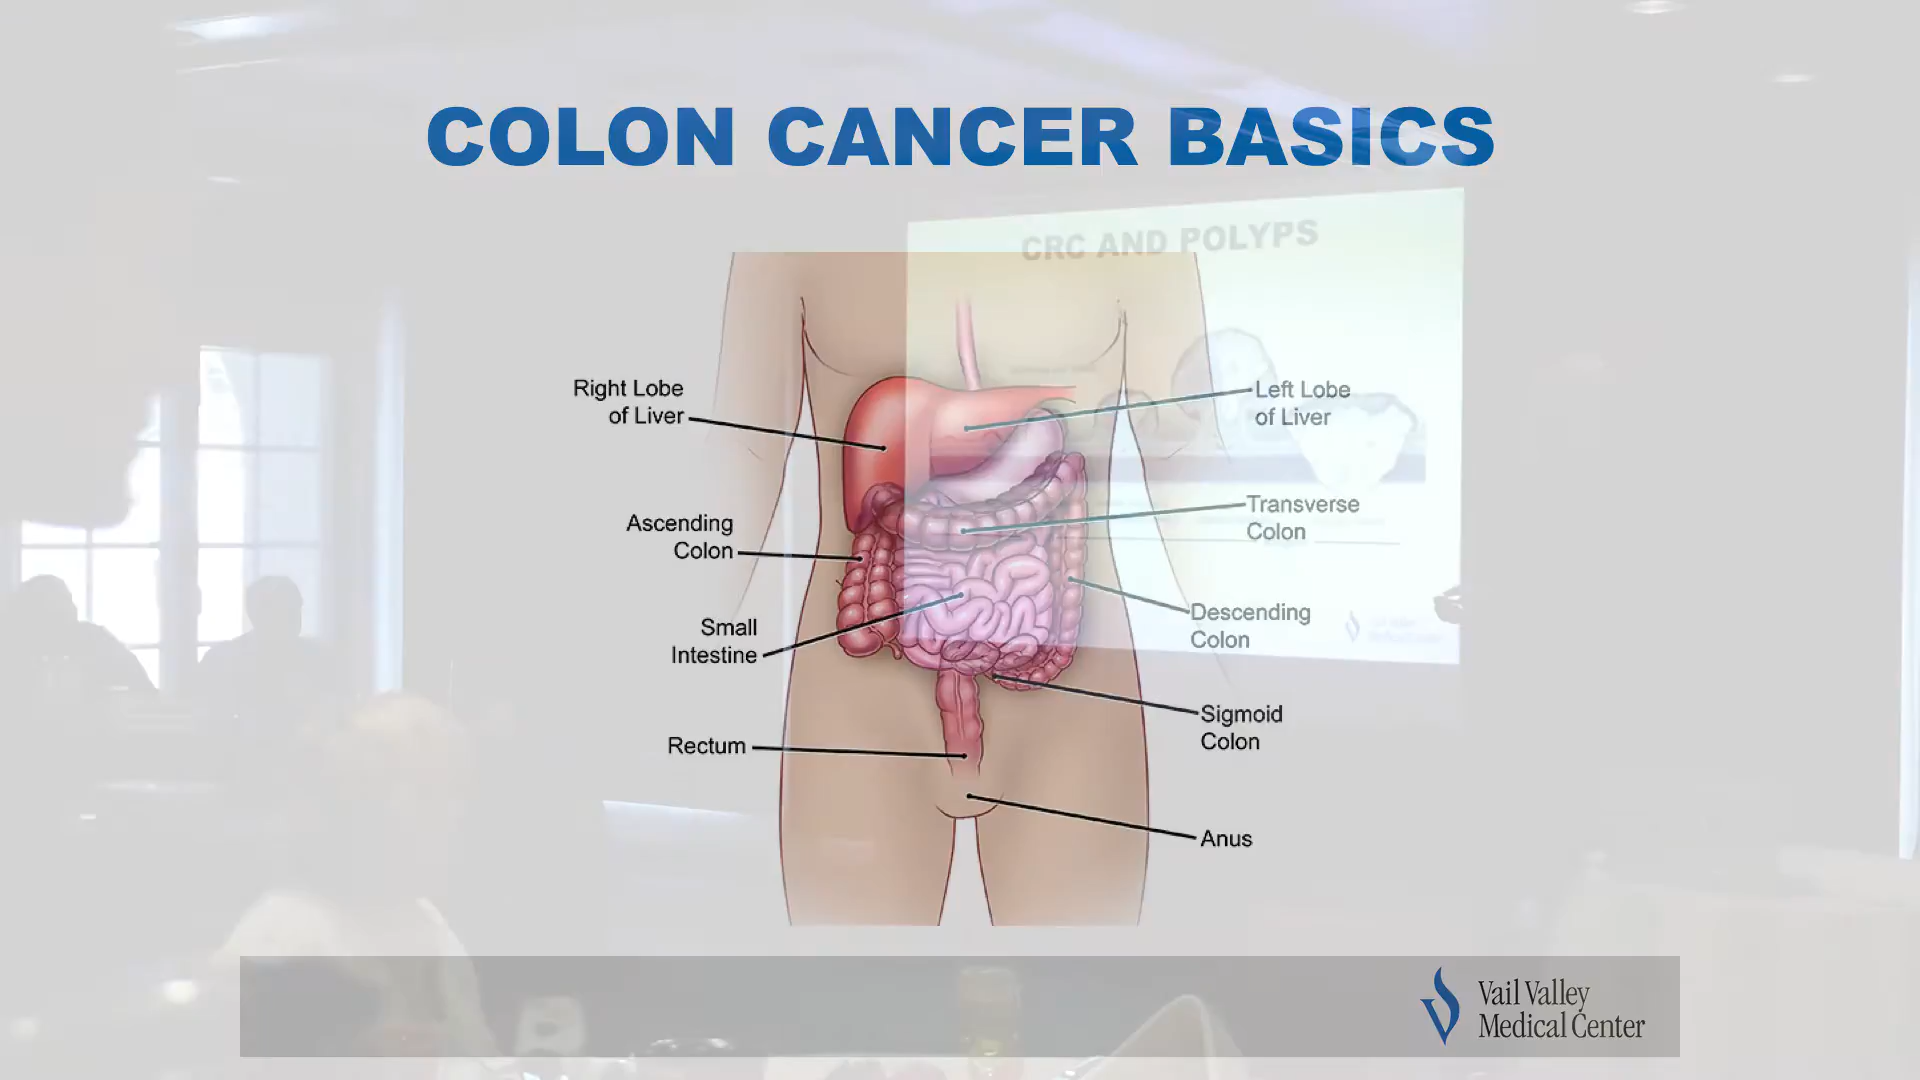 COLON CANCER BASICS
CRC AND POLYPS
Right Lobe
of Liver
Left Lobe
of Liver
Ascending
Colon
Transverse
Colon
Small
Intestine
Descending
Colon
Sigmoid
Colon
Rectum
Anus
Vail Valley
Medical Center